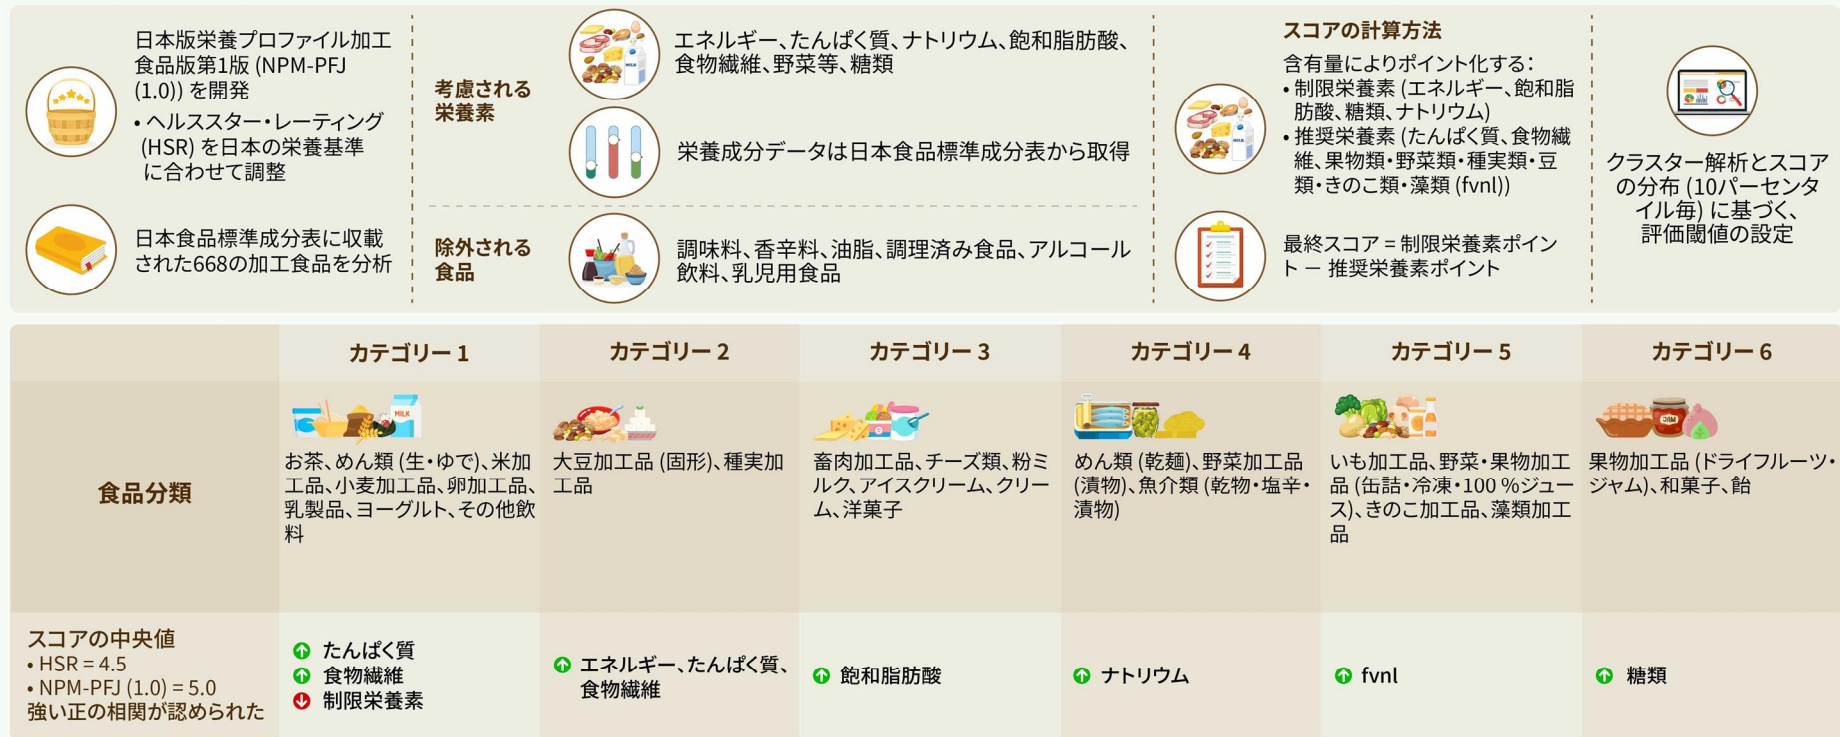 日本版栄養プロファイル加工
食品版第1版 (NPM-PFJ
(1.0)) を開発
• ヘルススター・レーティング
(HSR) を日本の栄養基準
に合わせて調整
日本食品標準成分表に収載
された668の加工食品を分析
考慮される
栄養素
エネルギー、たんぱく質、ナトリウム、飽和脂肪酸、
食物繊維、野菜等、糖類
MILK
栄養成分データは日本食品標準成分表から取得
除外される
食品
調味料、香辛料、油脂、調理済み食品、アルコール
飲料、乳児用食品
スコアの計算方法
含有量によりポイント化する：
• 制限栄養素 (エネルギー、飽和脂
肪酸、糖類、ナトリウム)
• 推奨栄養素 (たんぱく質、食物繊
維、果物類・野菜類・種実類・豆
類・きのこ類・藻類 (fvnl))
MILK
最終スコア = 制限栄養素ポイン
ト − 推奨栄養素ポイント
クラスター解析とスコア
の分布 (10パーセンタ
イル毎) に基づく、
評価閾値の設定
カテゴリー 1
カテゴリー 2
カテゴリー 3
カテゴリー 4
カテゴリー 5
カテゴリー 6
食品分類
MILK
お茶、めん類 (生・ゆで)、米加
工品、小麦加工品、卵加工品、
乳製品、ヨーグルト、その他飲
料
大豆加工品 (固形)、種実加
工品
畜肉加工品、チーズ類、粉ミ
ルク、アイスクリーム、クリー
ム、洋菓子
めん類 (乾麺)、野菜加工品
(漬物)、魚介類 (乾物・塩辛・
漬物)
いも加工品、野菜・果物加工
品 (缶詰・冷凍・100 %ジュー
ス)、きのこ加工品、藻類加工
品
JAM
果物加工品 (ドライフルーツ・
ジャム)、和菓子、飴
スコアの中央値
• HSR = 4.5
• NPM-PFJ (1.0) = 5.0
強い正の相関が認められた
たんぱく質
食物繊維
制限栄養素
エネルギー、たんぱく質、
食物繊維
飽和脂肪酸
ナトリウム
fvnl
糖類